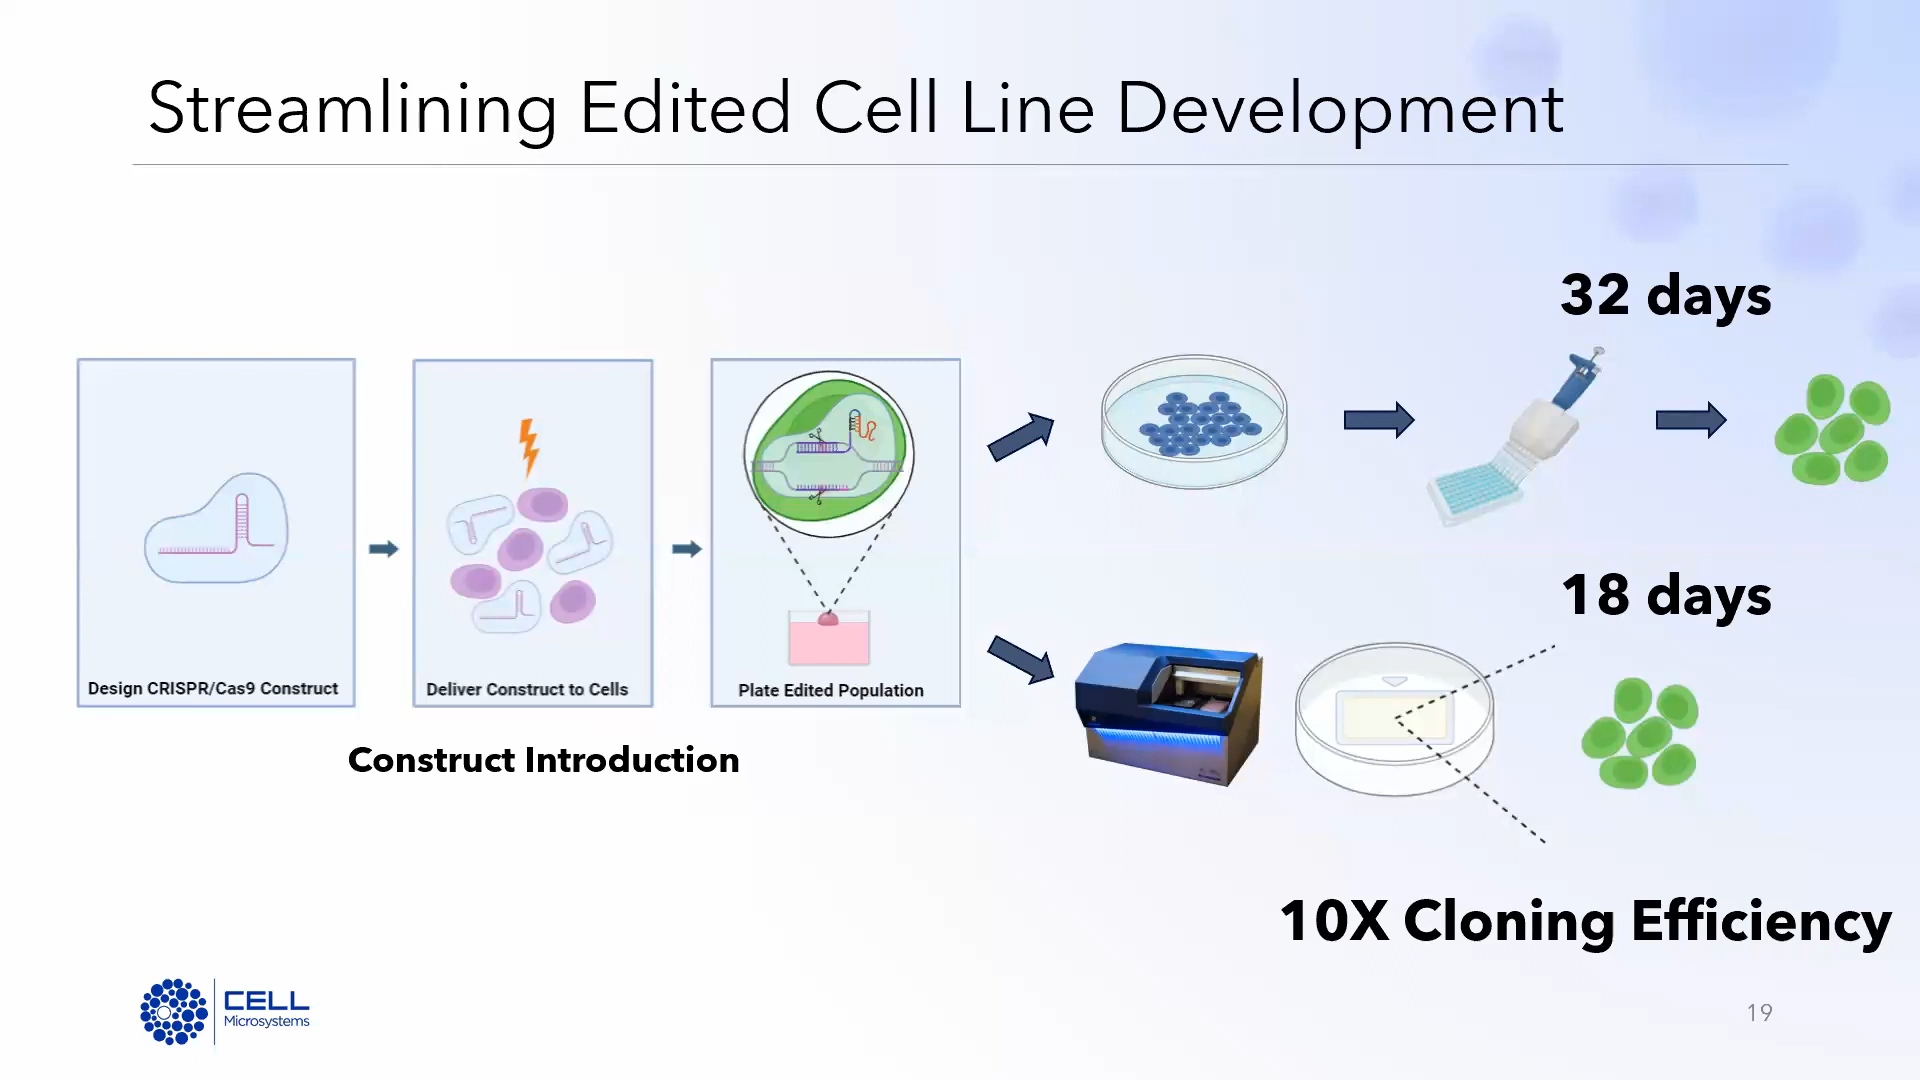 Streamlining Edited Cell Line Development
32 days
18 days
Design CRISPR/Cas9 Construct
Deliver Construct to Cells
Plate Edited Population
Construct Introduction
10X Cloning Efficiency
CELL
Microsystems
19